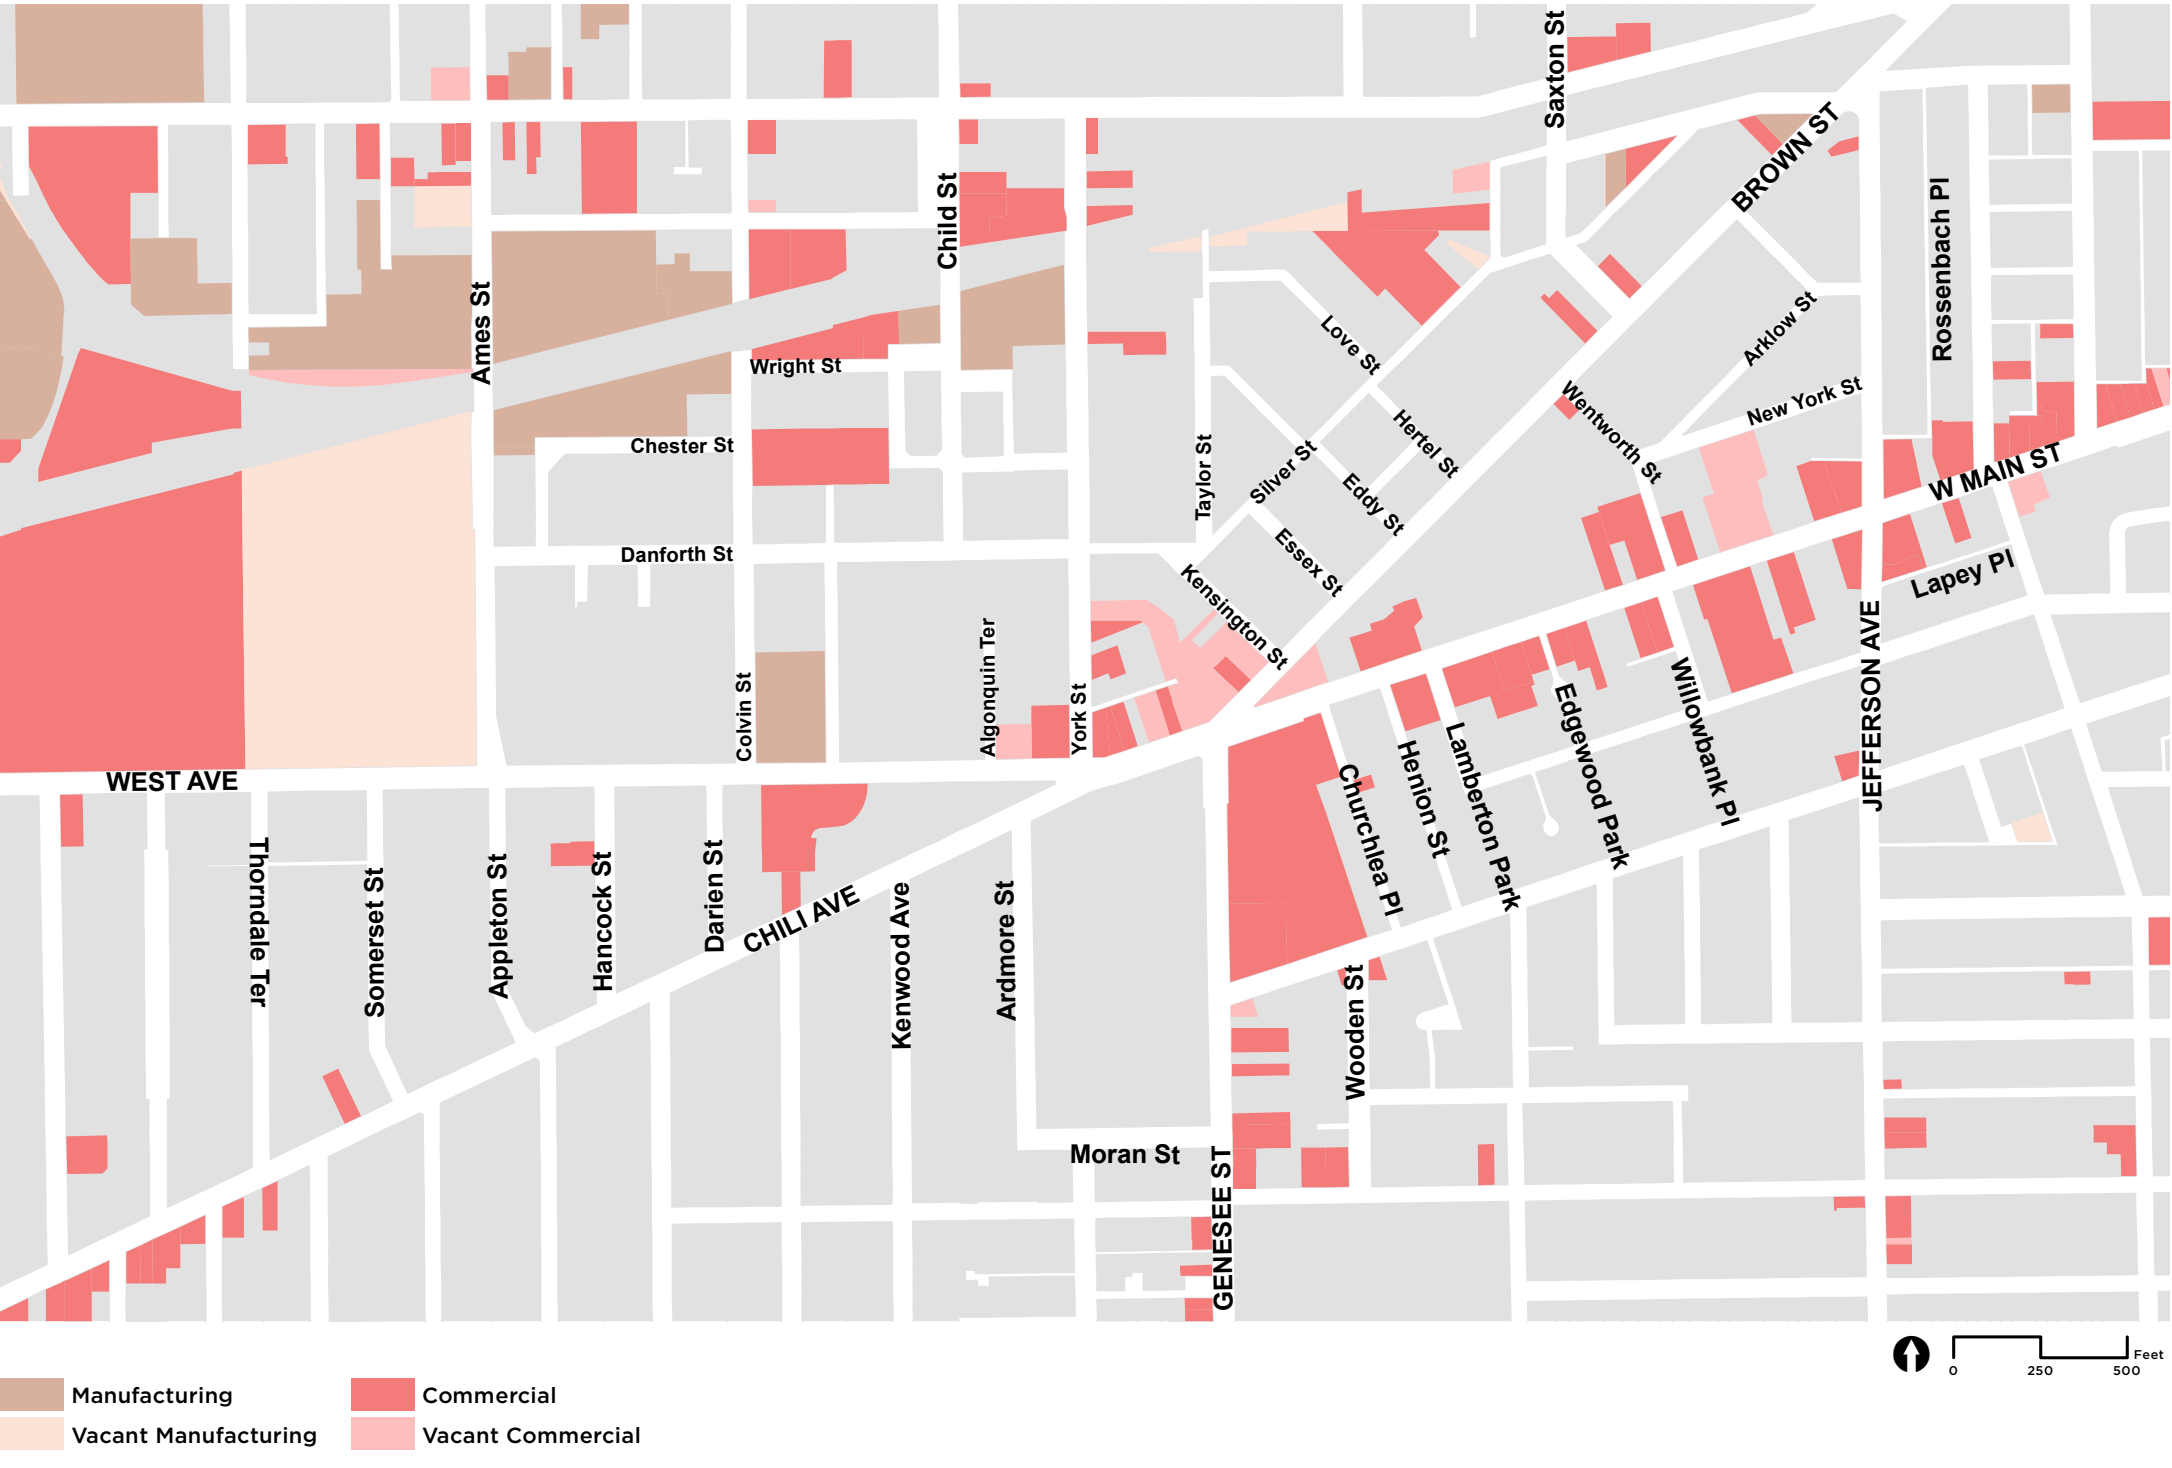 Saxton St
BROWN ST
Child St
Rossenbach Pl
Ames St
Arklow St
Love St
Wright St
New York St
Wentworth St
Hertel St
Chester St
Taylor St
Silver St
Eddy St
W MAIN ST
Danforth St
Essex St
Lapey Pl
Kensington St
Algonquin Ter
JEFFERSON AVE
Colvin St
York St
Willowbank Pl
Edgewood Park
Lamberton Park
Henion St
Churchlea Pl
WEST AVE
Thorndale Ter
Somerset St
Appleton St
Hancock St
Darien St
CHILI AVE
Kenwood Ave
Ardmore St
Wooden St
Moran St
GENESEE ST
Feet
0 250 500
Manufacturing
Commercial
Vacant Manufacturing
Vacant Commercial